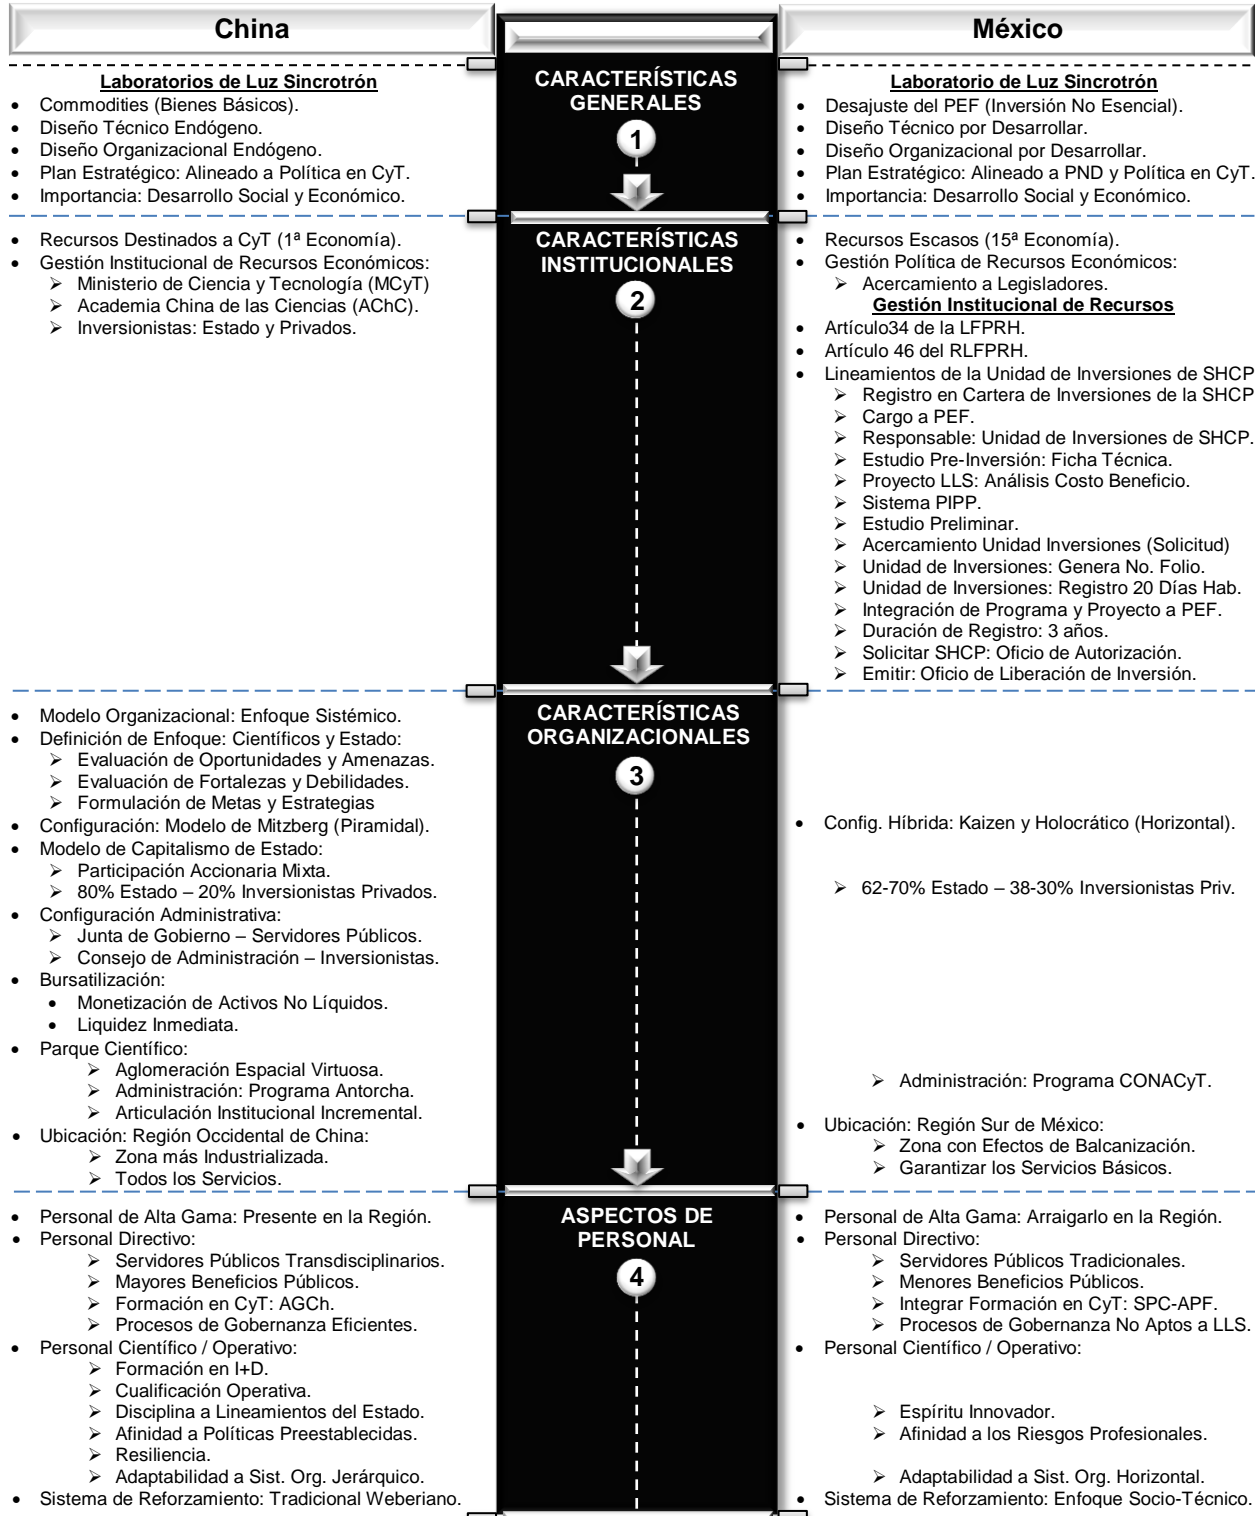 China
México
CARACTERÍSTICAS
GENERALES
1
Laboratorios de Luz Sincrotrón
• Commodities (Bienes Básicos).
• Diseño Técnico Endógeno.
• Diseño Organizacional Endógeno.
• Plan Estratégico: Alineado a Política en CyT.
• Importancia: Desarrollo Social y Económico.
Laboratorio de Luz Sincrotrón
• Desajuste del PEF (Inversión No Esencial).
• Diseño Técnico por Desarrollar.
• Diseño Organizacional por Desarrollar.
• Plan Estratégico: Alineado a PND y Política en CyT.
• Importancia: Desarrollo Social y Económico.
CARACTERÍSTICAS
INSTITUCIONALES
2
• Recursos Destinados a CyT (1ª Economía).
• Gestión Institucional de Recursos Económicos:
➢ Ministerio de Ciencia y Tecnología (MCyT)
➢ Academia China de las Ciencias (AChC).
➢ Inversionistas: Estado y Privados.
• Recursos Escasos (15ª Economía).
• Gestión Política de Recursos Económicos:
➢ Acercamiento a Legisladores.
Gestión Institucional de Recursos
• Artículo34 de la LFPRH.
• Artículo 46 del RLFPRH.
• Lineamientos de la Unidad de Inversiones de SHCP
➢ Registro en Cartera de Inversiones de la SHCP
➢ Cargo a PEF.
➢ Responsable: Unidad de Inversiones de SHCP.
➢ Estudio Pre-Inversión: Ficha Técnica.
➢ Proyecto LLS: Análisis Costo Beneficio.
➢ Sistema PIPP.
➢ Estudio Preliminar.
➢ Acercamiento Unidad Inversiones (Solicitud)
➢ Unidad de Inversiones: Genera No. Folio.
➢ Unidad de Inversiones: Registro 20 Días Hab.
➢ Integración de Programa y Proyecto a PEF.
➢ Duración de Registro: 3 años.
➢ Solicitar SHCP: Oficio de Autorización.
➢ Emitir: Oficio de Liberación de Inversión.
CARACTERÍSTICAS
ORGANIZACIONALES
3
• Modelo Organizacional: Enfoque Sistémico.
• Definición de Enfoque: Científicos y Estado:
➢ Evaluación de Oportunidades y Amenazas.
➢ Evaluación de Fortalezas y Debilidades.
➢ Formulación de Metas y Estrategias
• Configuración: Modelo de Mitzberg (Piramidal).
• Modelo de Capitalismo de Estado:
➢ Participación Accionaria Mixta.
➢ 80% Estado – 20% Inversionistas Privados.
• Configuración Administrativa:
➢ Junta de Gobierno – Servidores Públicos.
➢ Consejo de Administración – Inversionistas.
• Bursatilización:
• Monetización de Activos No Líquidos.
• Liquidez Inmediata.
• Parque Científico:
➢ Aglomeración Espacial Virtuosa.
➢ Administración: Programa Antorcha.
➢ Articulación Institucional Incremental.
• Ubicación: Región Occidental de China:
➢ Zona más Industrializada.
➢ Todos los Servicios.
• Config. Híbrida: Kaizen y Holocrático (Horizontal).
➢ 62-70% Estado – 38-30% Inversionistas Priv.
➢ Administración: Programa CONACyT.
• Ubicación: Región Sur de México:
➢ Zona con Efectos de Balcanización.
➢ Garantizar los Servicios Básicos.
ASPECTOS DE
PERSONAL
4
• Personal de Alta Gama: Presente en la Región.
• Personal Directivo:
➢ Servidores Públicos Transdisciplinarios.
➢ Mayores Beneficios Públicos.
➢ Formación en CyT: AGCh.
➢ Procesos de Gobernanza Eficientes.
• Personal Científico / Operativo:
➢ Formación en I+D.
➢ Cualificación Operativa.
➢ Disciplina a Lineamientos del Estado.
➢ Afinidad a Políticas Preestablecidas.
➢ Resiliencia.
➢ Adaptabilidad a Sist. Org. Jerárquico.
• Sistema de Reforzamiento: Tradicional Weberiano.
• Personal de Alta Gama: Arraigarlo en la Región.
• Personal Directivo:
➢ Servidores Públicos Tradicionales.
➢ Menores Beneficios Públicos.
➢ Integrar Formación en CyT: SPC-APF.
➢ Procesos de Gobernanza No Aptos a LLS.
• Personal Científico / Operativo:
➢ Espíritu Innovador.
➢ Afinidad a los Riesgos Profesionales.
➢ Adaptabilidad a Sist. Org. Horizontal.
• Sistema de Reforzamiento: Enfoque Socio-Técnico.